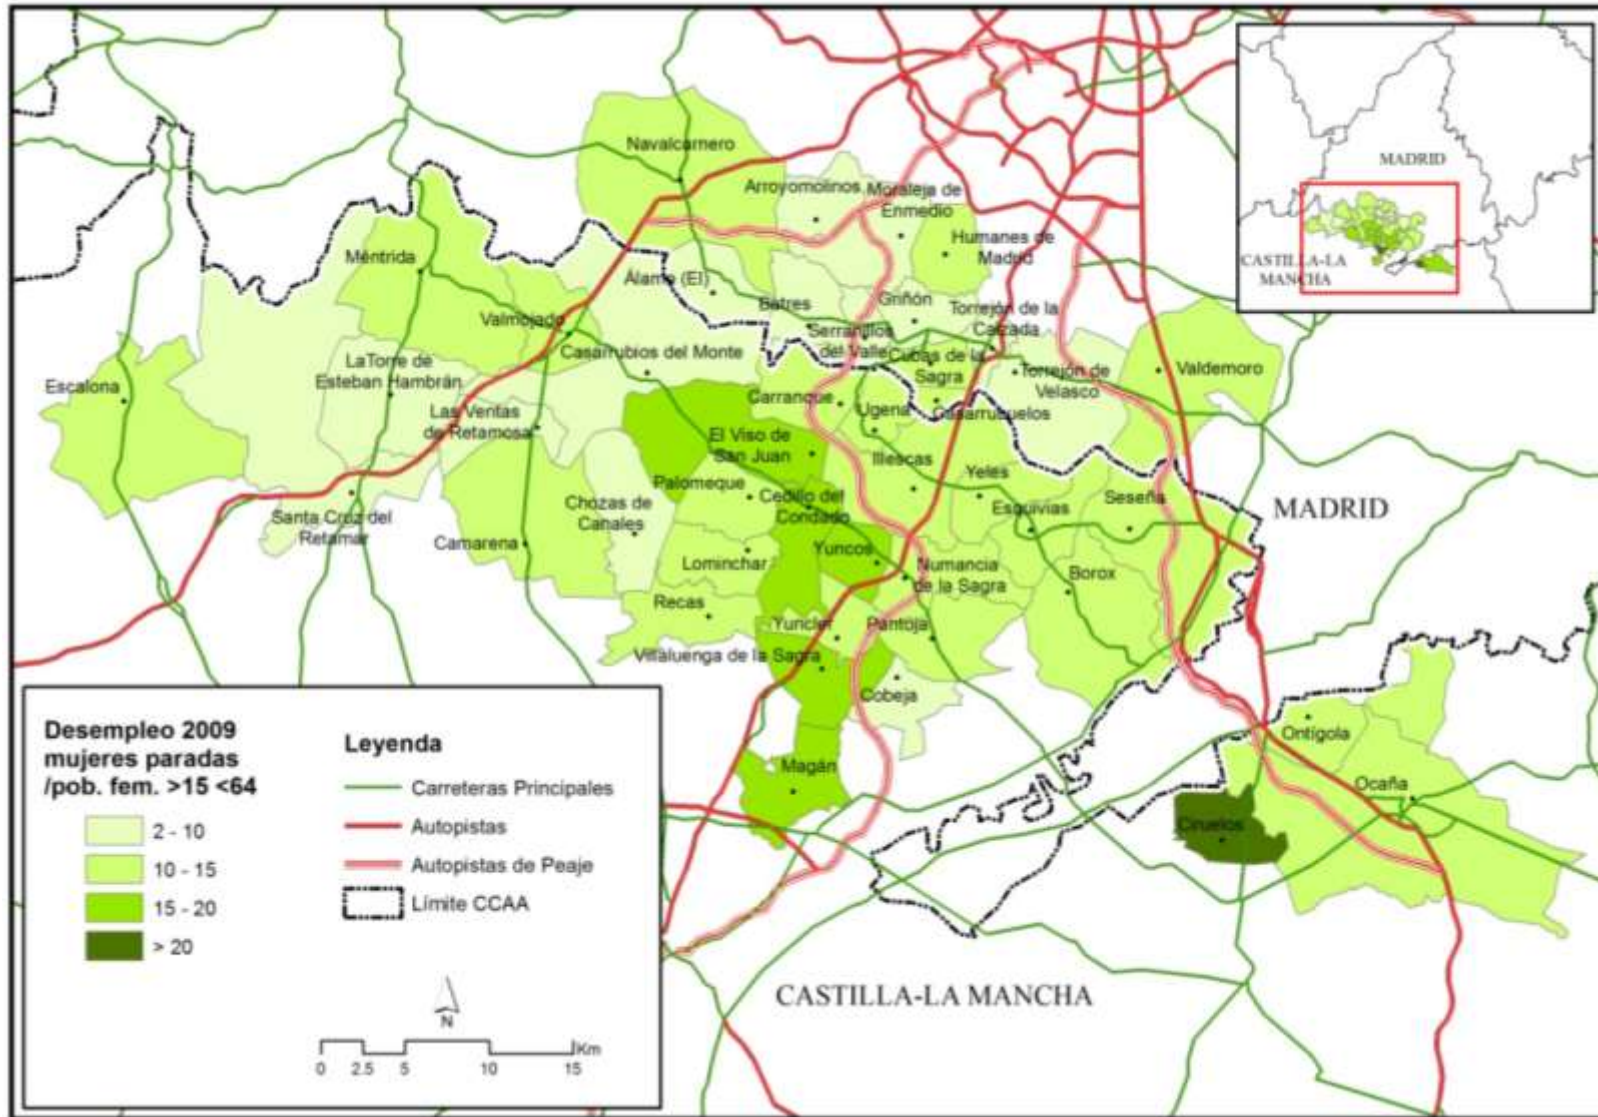 MADRID
CASTILLA-LA
MANCHA
Navalcarnero
Arroyomolinos
Moraleja de
Enmedio
Humanes de
Madrid
Méntrida
Álamo (El)
Batres
Griñón
Valmojado
Serranillos
del Valle
Torrejón de la
Calzada
Casarrubios del Monte
Cubas de la
Sagra
LaTorre de
Esteban Hambrán
Torrejón de
Velasco
Valdemoro
Escalona
Las Ventas
de Retamosa
Carranque
Ugena
Casarrubuelos
El Viso de
San Juan
Illescas
Yeles
Palomeque
Cedillo del
Condado
Esquivias
Seseña
MADRID
Chozas de
Canales
Santa Cruz del
Retamar
Camarena
Yuncos
Lominchar
Numancia
de la Sagra
Borox
Recas
Yuncler
Pantoja
Villaluenga de la Sagra
Cobeja
Ontígola
Magán
Ocaña
Ciruelos
CASTILLA-LA MANCHA
Desempleo 2009
mujeres paradas
/pob. fem. >15 <64
2 - 10
10 - 15
15 - 20
> 20
Leyenda
Carreteras Principales
Autopistas
Autopistas de Peaje
Límite CCAA
N
Km
0 2.5 5 10 15